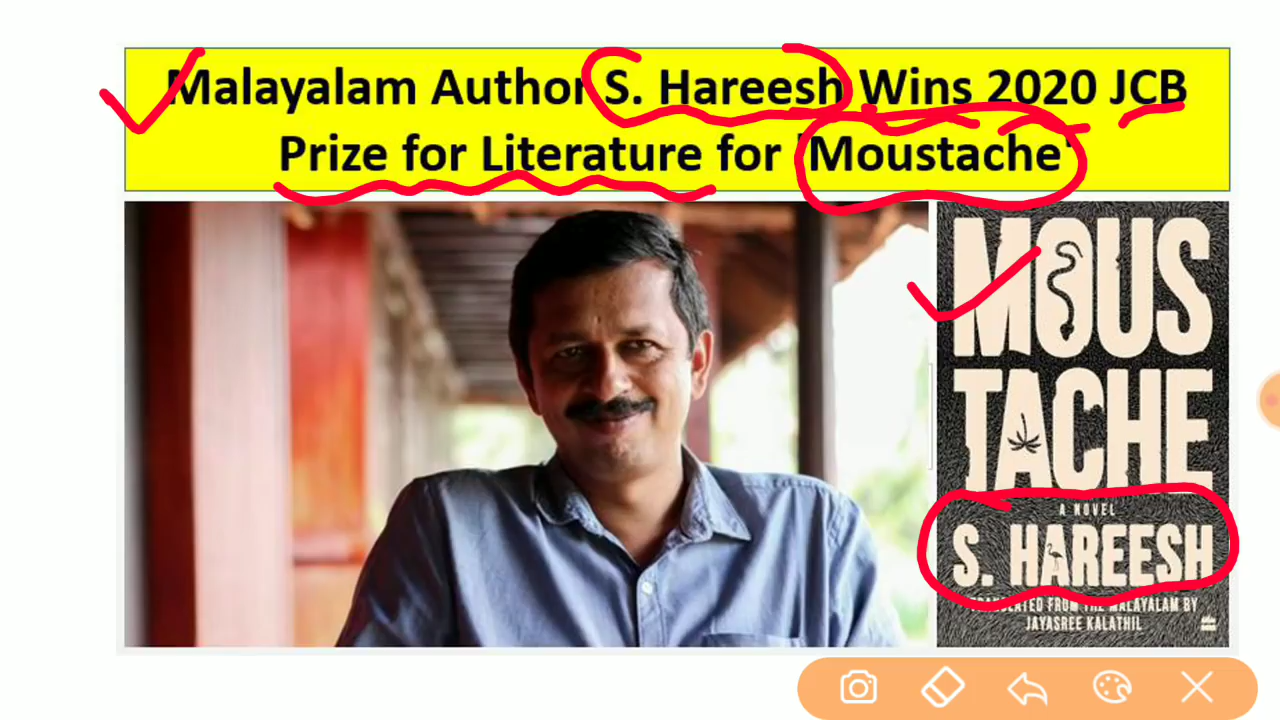 Malayalam Author S. Hareesh Wins 2020 JCB
Prize for Literature for 'Moustache'
MOUS
TACHE
A NOVEL
S. HAREESH
TRANSLATED FROM THE MALAYALAM BY
JAYASREE KALATHIL